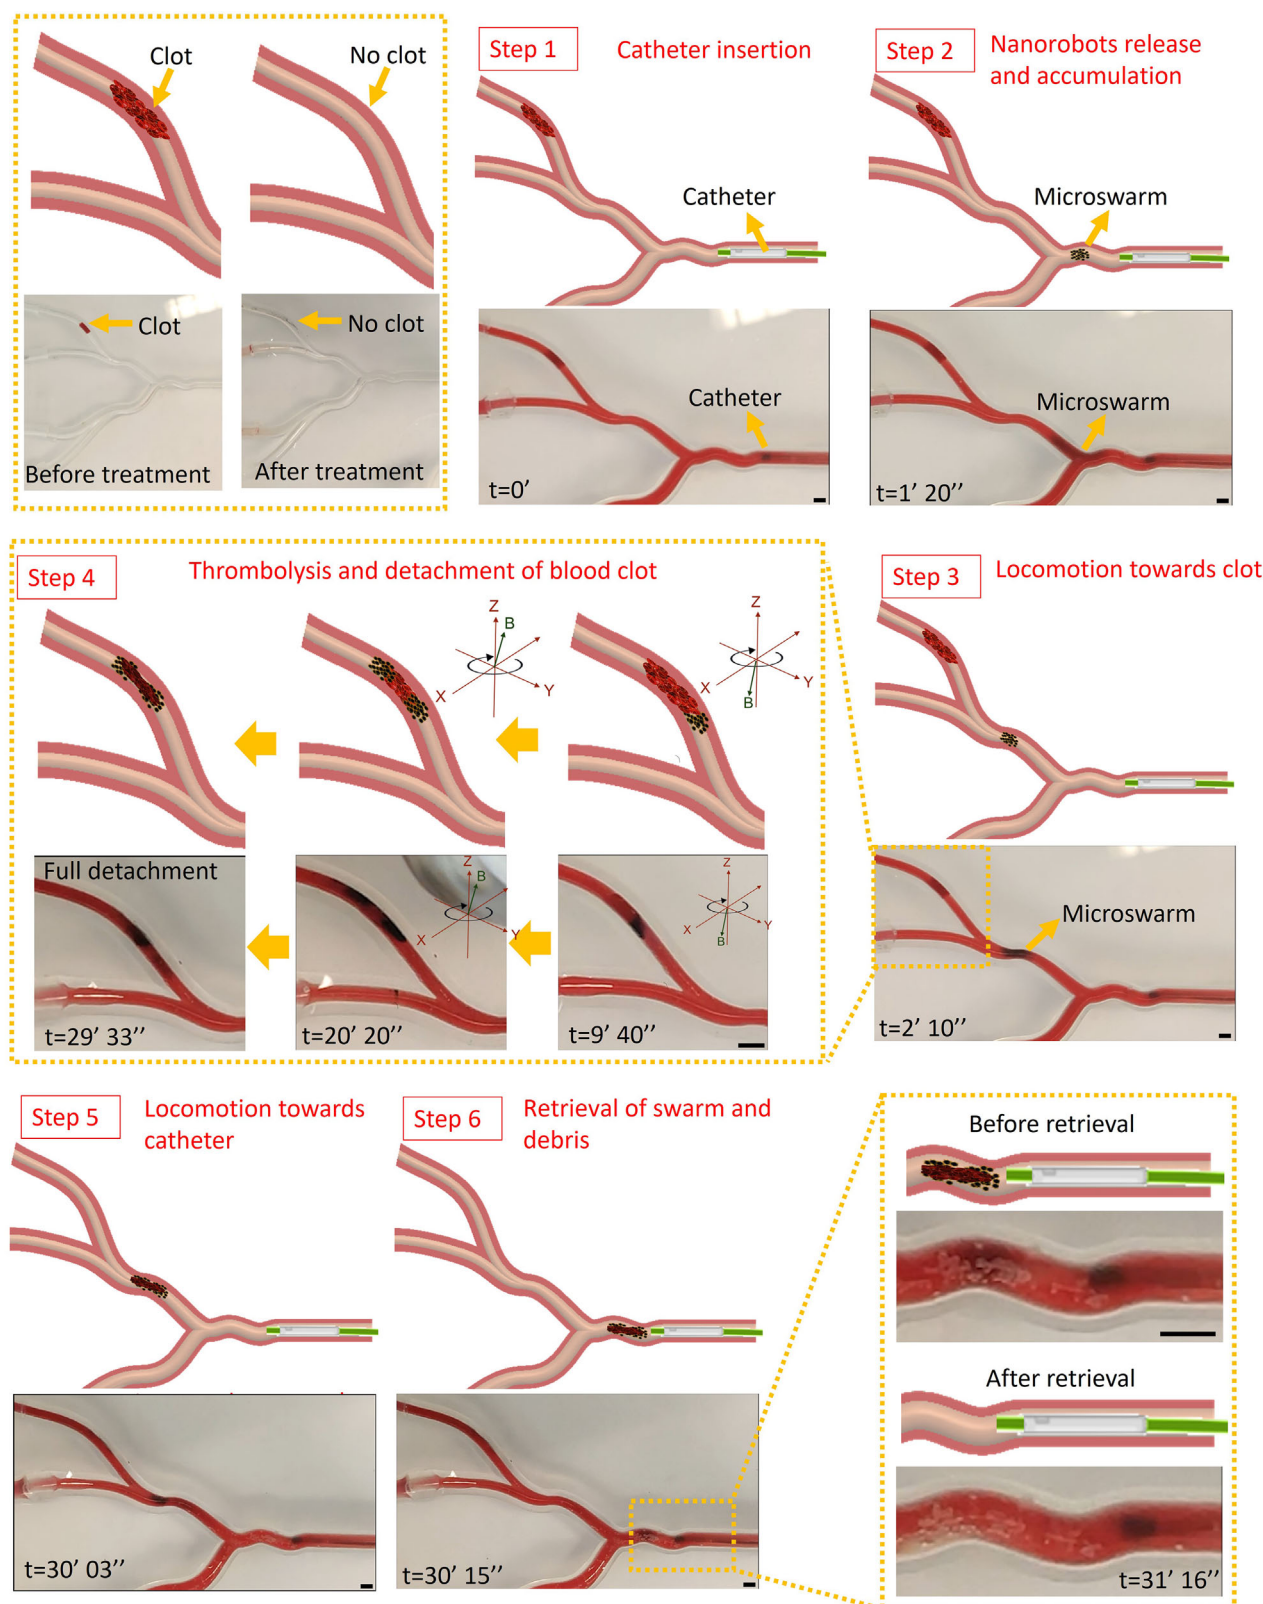 Clot
No clot
Clot
No clot
Before treatment
After treatment
Step 1
Catheter insertion
Catheter
Catheter
t=0’
Step 2
Nanorobots release
and accumulation
Microswarm
Microswarm
t=1’ 20’’
Step 3
Locomotion towards clot
Microswarm
t=2’ 10’’
Step 4
Thrombolysis and detachment of blood clot
Z
B
X
Y
Z
X
Y
B
Full detachment
t=29’ 33’’
Z
B
X
Y
t=20’ 20’’
Z
X
Y
B
t=9’ 40’’
Step 5
Locomotion towards
catheter
t=30’ 03’’
Step 6
Retrieval of swarm and
debris
t=30’ 15’’
Before retrieval
After retrieval
t=31’ 16’’